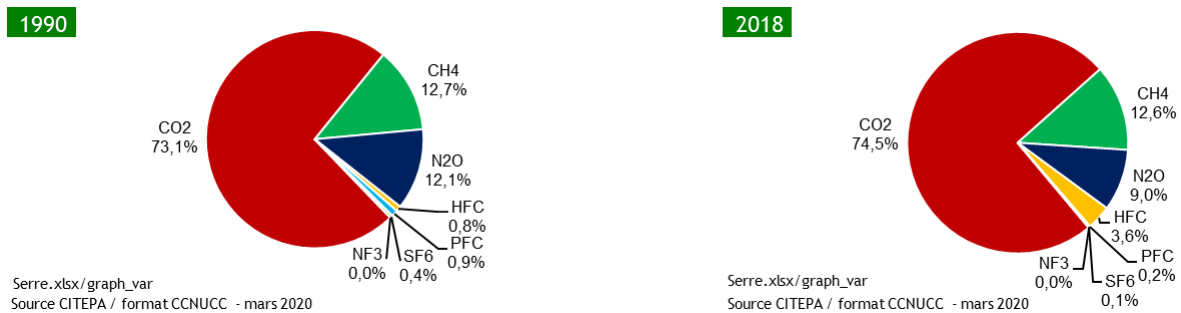 1990
CO2
73,1%
CH4
12,7%
N2O
12,1%
HFC
0,8%
PFC
0,9%
SF6
0,4%
NF3
0,0%
Serre.xlsx/graph_var
Source CITEPA / format CCNUCC - mars 2020
2018
CO2
74,5%
CH4
12,6%
N2O
9,0%
HFC
3,6%
PFC
0,2%
SF6
0,1%
NF3
0,0%
Serre.xlsx/graph_var
Source CITEPA / format CCNUCC - mars 2020